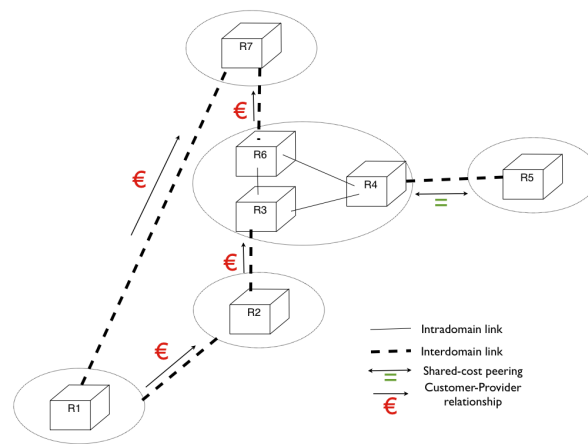 R7
€
€
R6
R4
R5
R3
=
€
R2
€
R1
Intradomain link
Interdomain link
Shared-cost peering
=
Customer-Provider
relationship
€